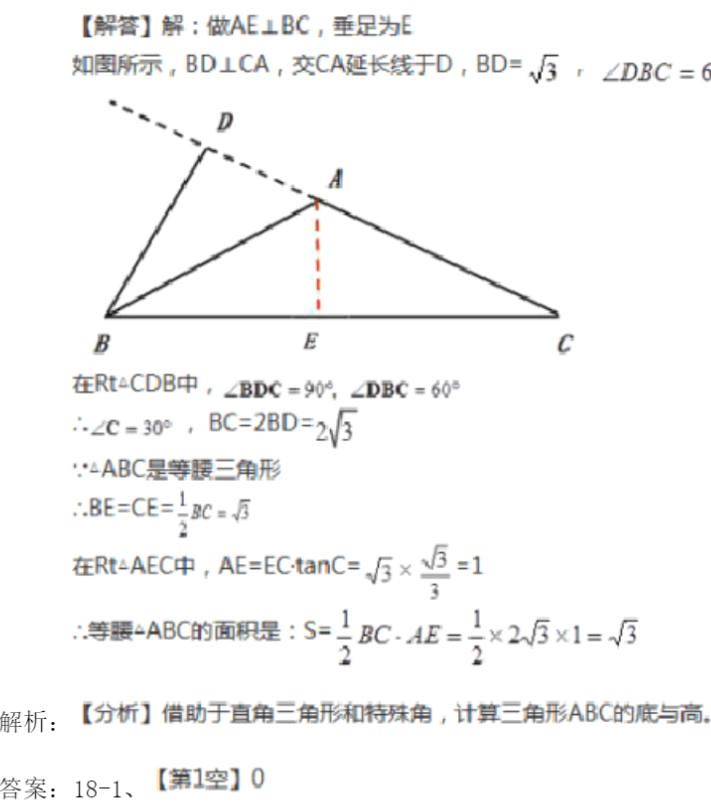 【解答】解：做AE⊥BC，垂足为E
如图所示，BD⊥CA，交CA延长线于D，BD=√3，∠DBC = 6
D
A
B
E
C
在Rt△CDB中，∠BDC = 90°, ∠DBC = 60°
∴∠C = 30°，BC=2BD=2√3
∵△ABC是等腰三角形
∴BE=CE=1/2 BC = √3
在Rt△AEC中，AE=EC·tanC=√3 × √3/3 =1
∴等腰△ABC的面积是：S=1/2 BC · AE = 1/2 × 2√3 × 1 = √3
解析：【分析】借助于直角三角形和特殊角，计算三角形ABC的底与高。
答案：18-1、【第1空】0